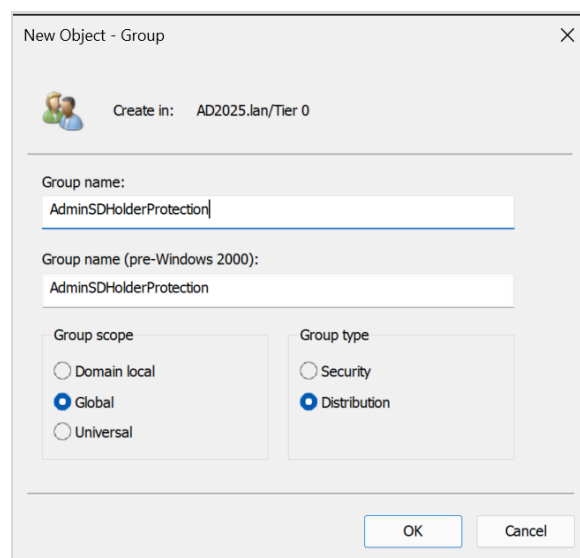 New Object - Group
Create in: AD2025.lan/Tier 0
Group name:
AdminSDHolderProtection
Group name (pre-Windows 2000):
AdminSDHolderProtection
Group scope
Domain local
Global
Universal
Group type
Security
Distribution
OK Cancel